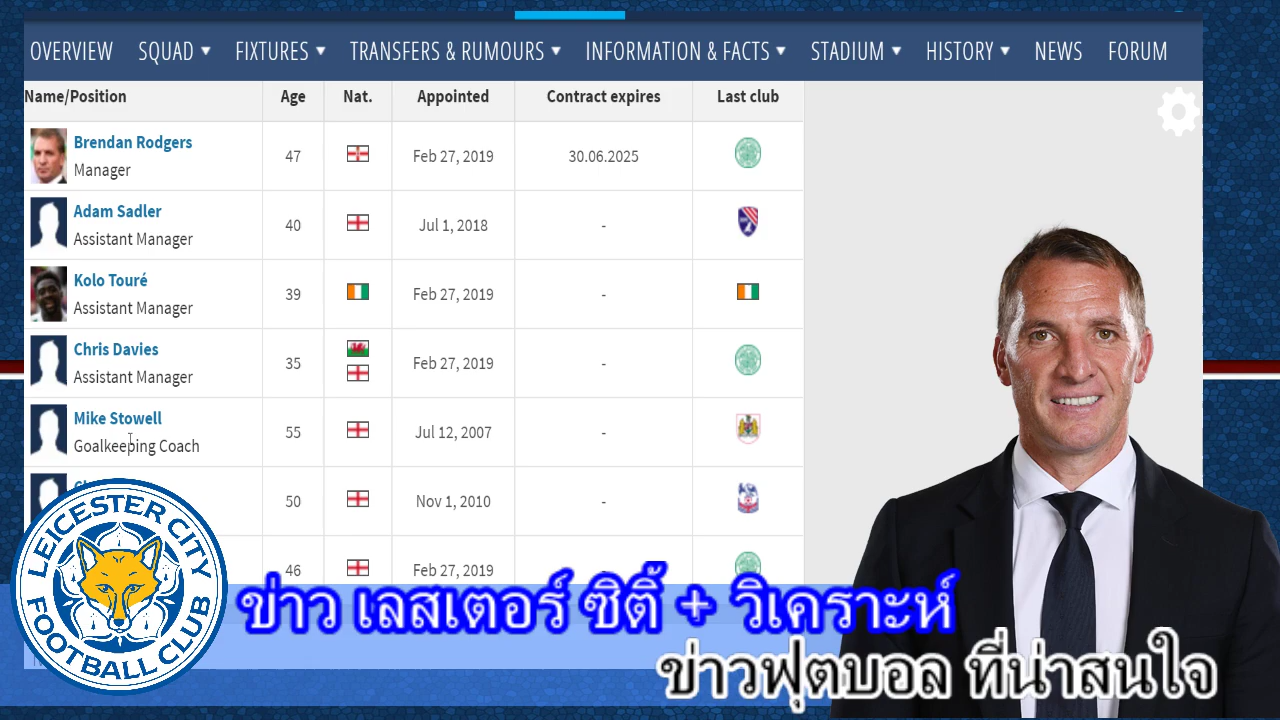 OVERVIEW SQUAD FIXTURES TRANSFERS & RUMOURS INFORMATION & FACTS STADIUM HISTORY NEWS FORUM
Name/Position Age Nat. Appointed Contract expires Last club
Brendan Rodgers
Manager
47 Feb 27, 2019 30.06.2025
Adam Sadler
Assistant Manager
40 Jul 1, 2018 -
Kolo Touré
Assistant Manager
39 Feb 27, 2019 -
Chris Davies
Assistant Manager
35 Feb 27, 2019 -
Mike Stowell
Goalkeeping Coach
55 Jul 12, 2007 -
50 Nov 1, 2010 -
46 Feb 27, 2019
LEICESTER CITY
FOOTBALL CLUB
ข่าว เลสเตอร์ ซิตี้ + วิเคราะห์
ข่าวฟุตบอล ที่น่าสนใจ